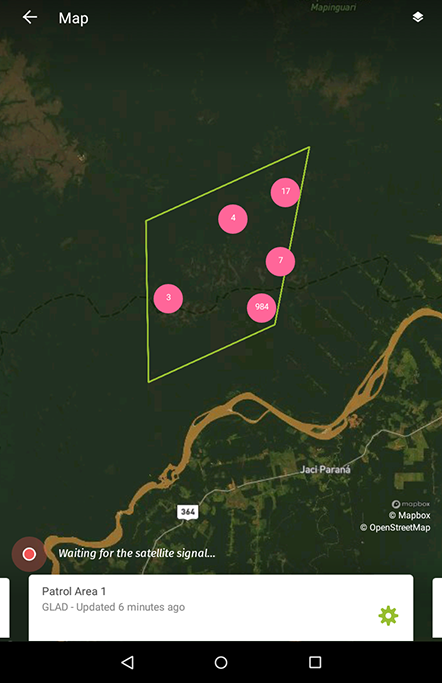 Map
Mapinguari
17
4
7
3
984
Jaci Paraná
364
mapbox
© Mapbox
© OpenStreetMap
Waiting for the satellite signal...
Patrol Area 1
GLAD - Updated 6 minutes ago